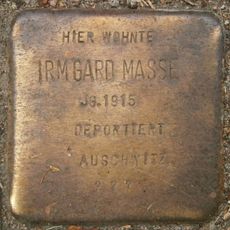 HIER WOHNTE
IRMGARD MASSE
JG. 1915
DEPORTIERT
AUSCHWITZ
???